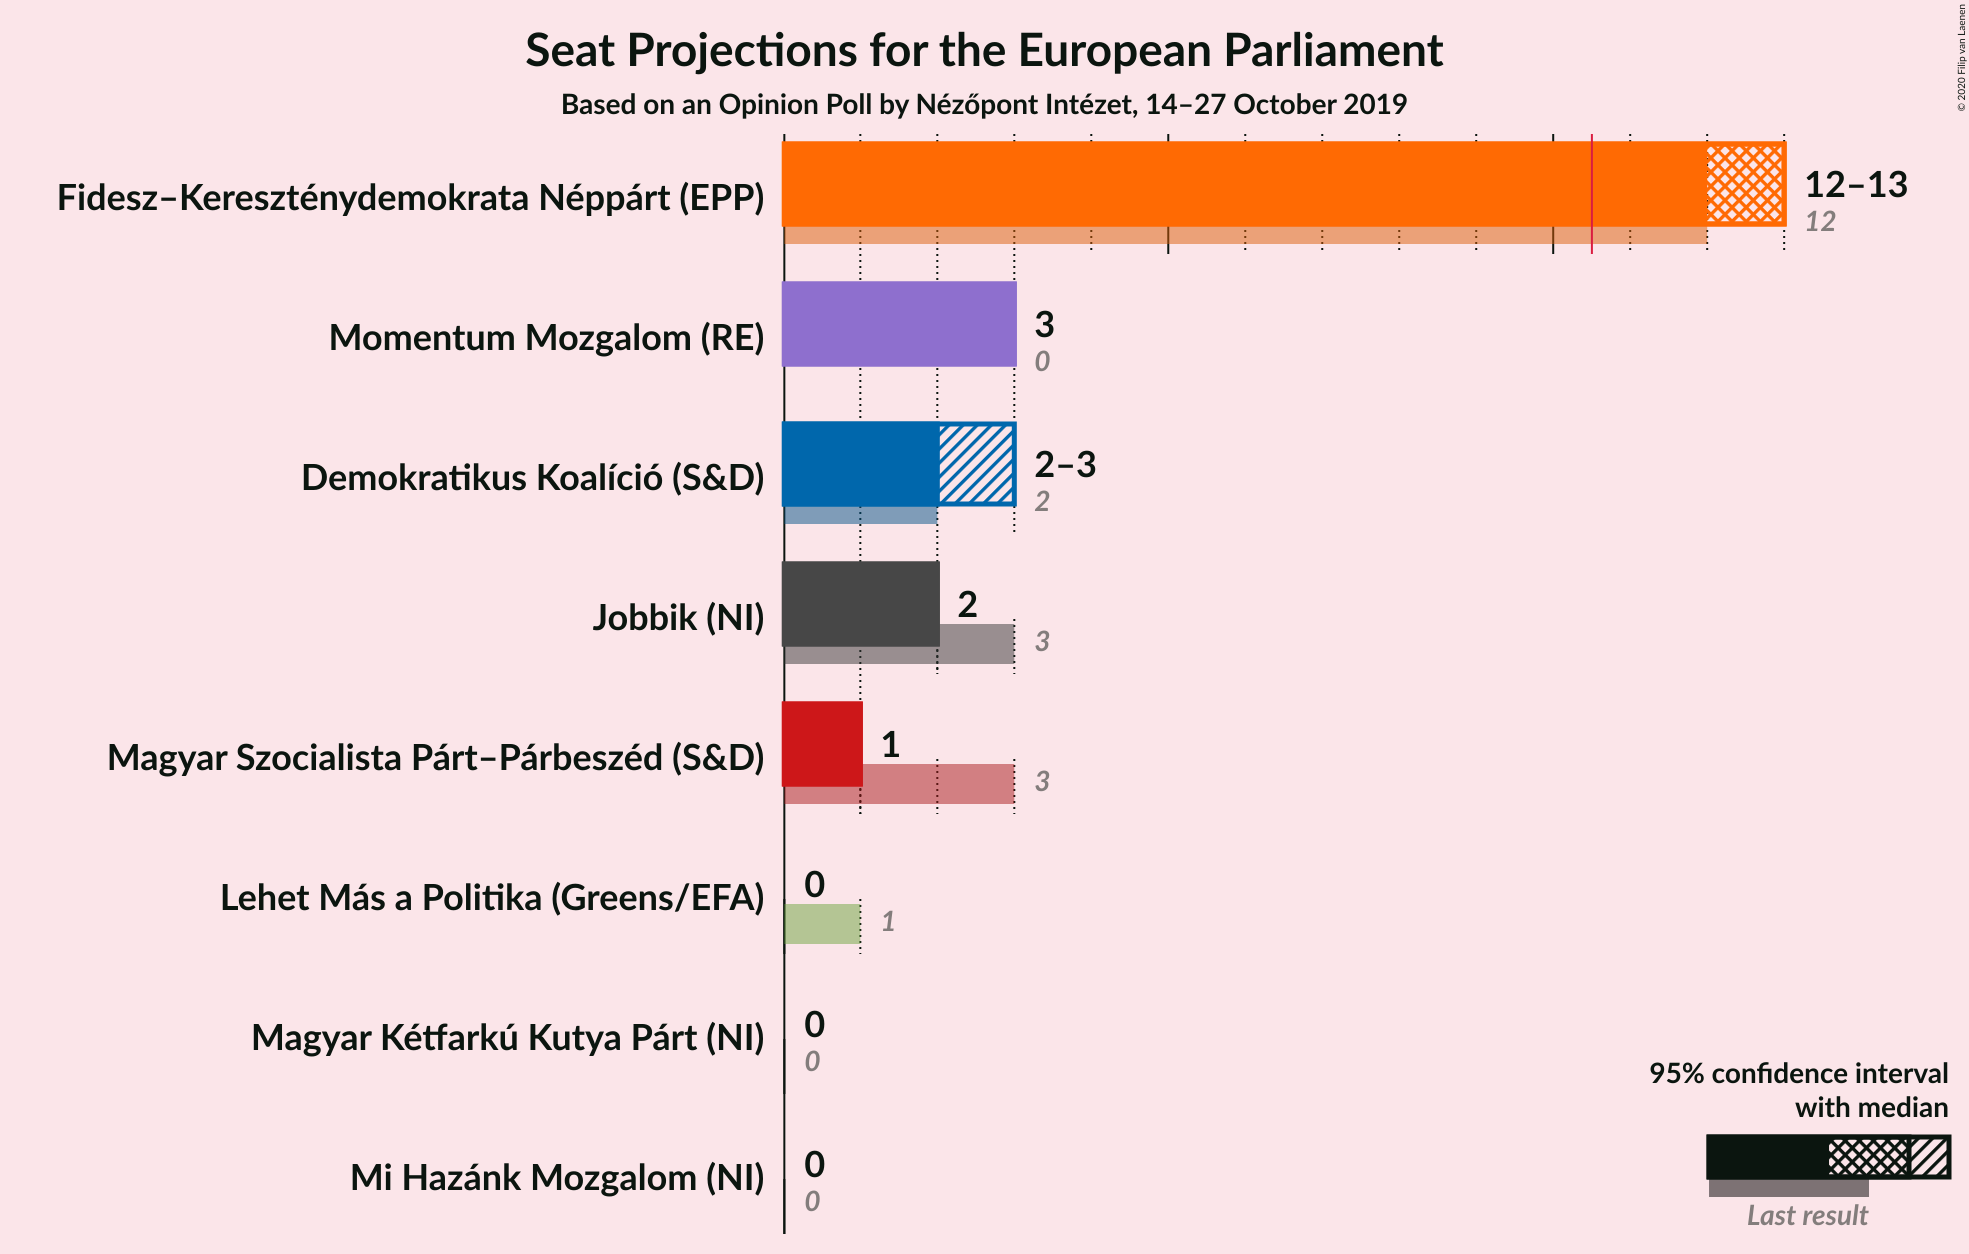 Seat Projections for the European Parliament
Based on an Opinion Poll by Nézőpont Intézet, 14–27 October 2019
© 2020 Filip van Laenen
Fidesz–Kereszténydemokrata Néppárt (EPP)
12–13
12
Momentum Mozgalom (RE)
3
0
Demokratikus Koalíció (S&D)
2–3
2
Jobbik (NI)
2
3
Magyar Szocialista Párt–Párbeszéd (S&D)
1
3
Lehet Más a Politika (Greens/EFA)
0
1
Magyar Kétfarkú Kutya Párt (NI)
0
0
Mi Hazánk Mozgalom (NI)
0
0
95% confidence interval
with median
Last result